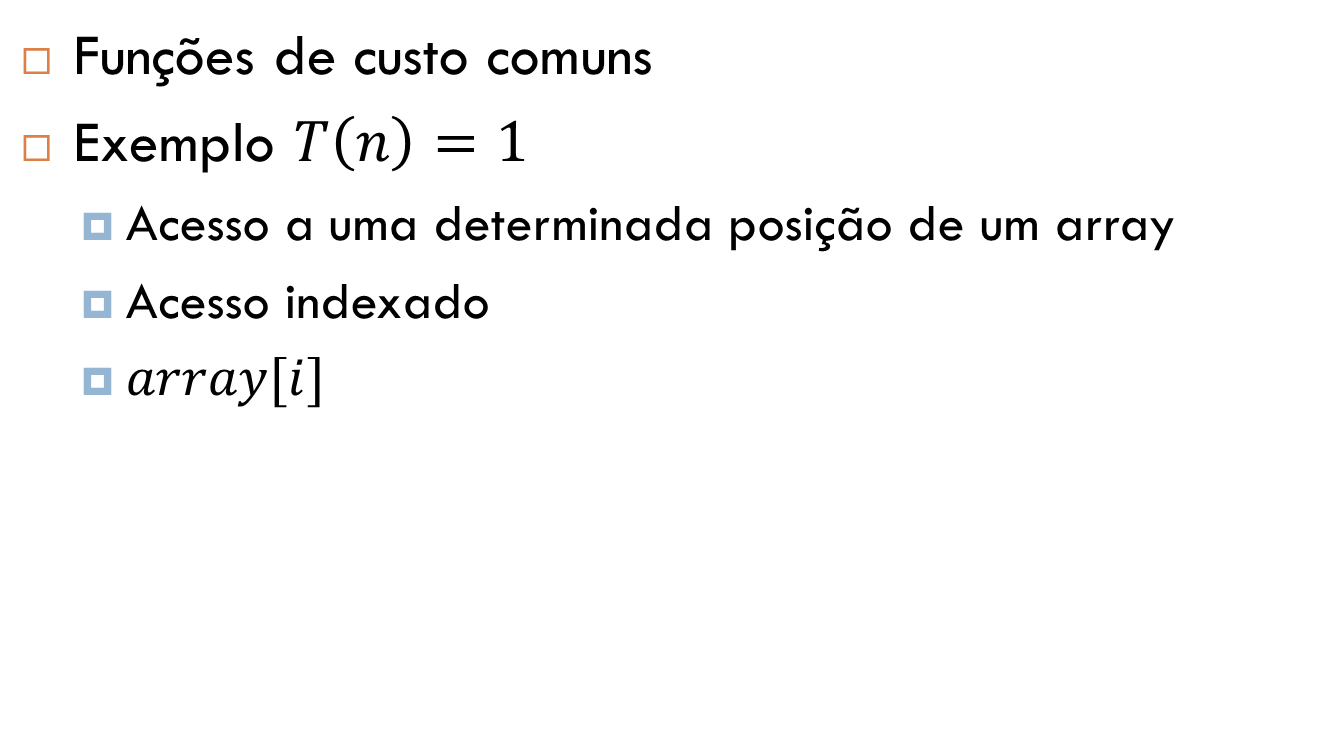 Funções de custo comuns
Exemplo T(n) = 1
Acesso a uma determinada posição de um array
Acesso indexado
array[i]